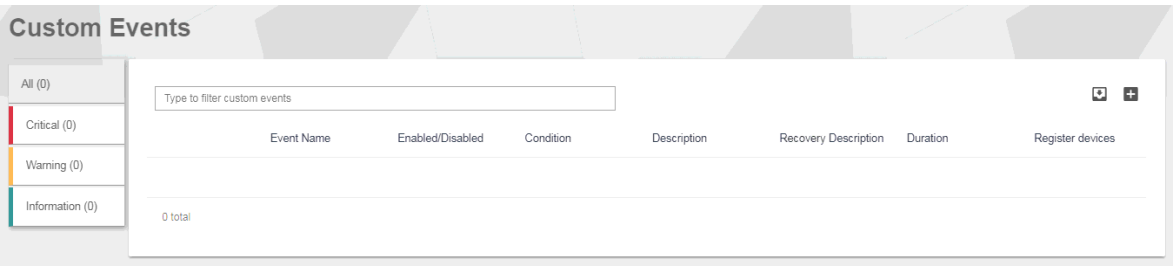 Custom Events
All (0)
Critical (0)
Warning (0)
Information (0)
Type to filter custom events
Event Name Enabled/Disabled Condition Description Recovery Description Duration Register devices
0 total